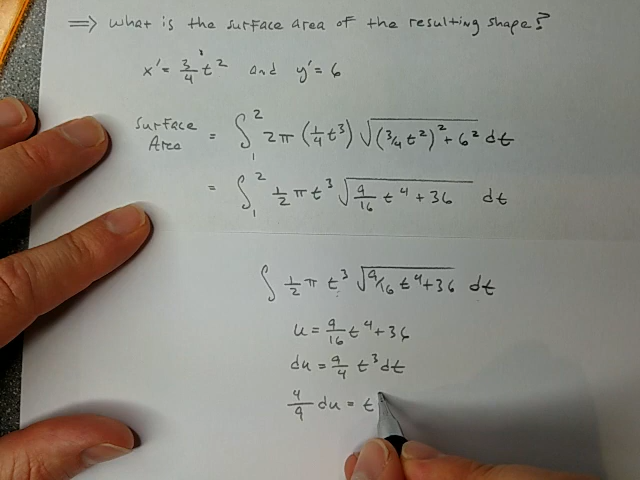 ⟹ what is the surface area of the resulting shape?
x' = 3/4 t² and y' = 6
Surface Area = ∫₁² 2π (1/4 t³) √((3/4 t²)² + 6²) dt
= ∫₁² 1/2 π t³ √(9/16 t⁴ + 36) dt
∫ 1/2 π t³ √(9/16 t⁴ + 36) dt
u = 9/16 t⁴ + 36
du = 9/4 t³ dt
4/9 du = t